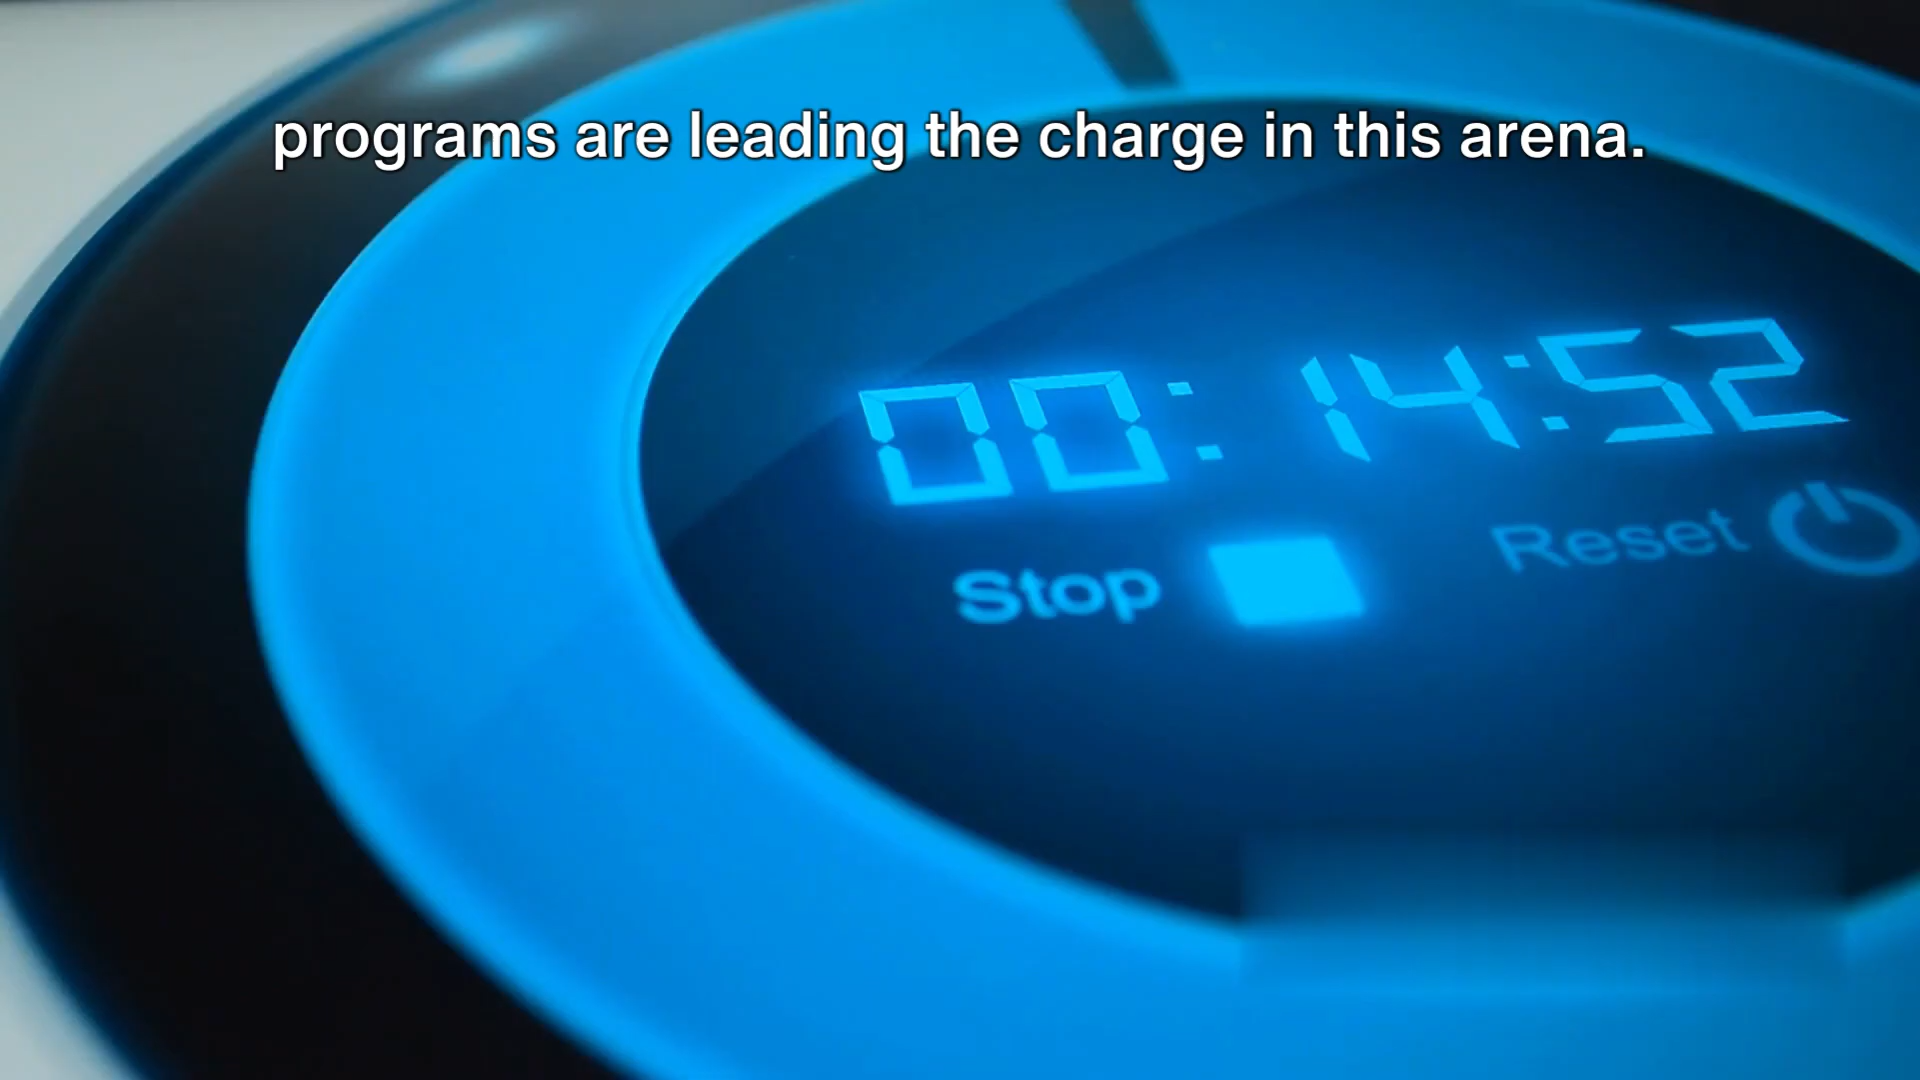 programs are leading the charge in this arena.
00:14:52
Stop
Reset